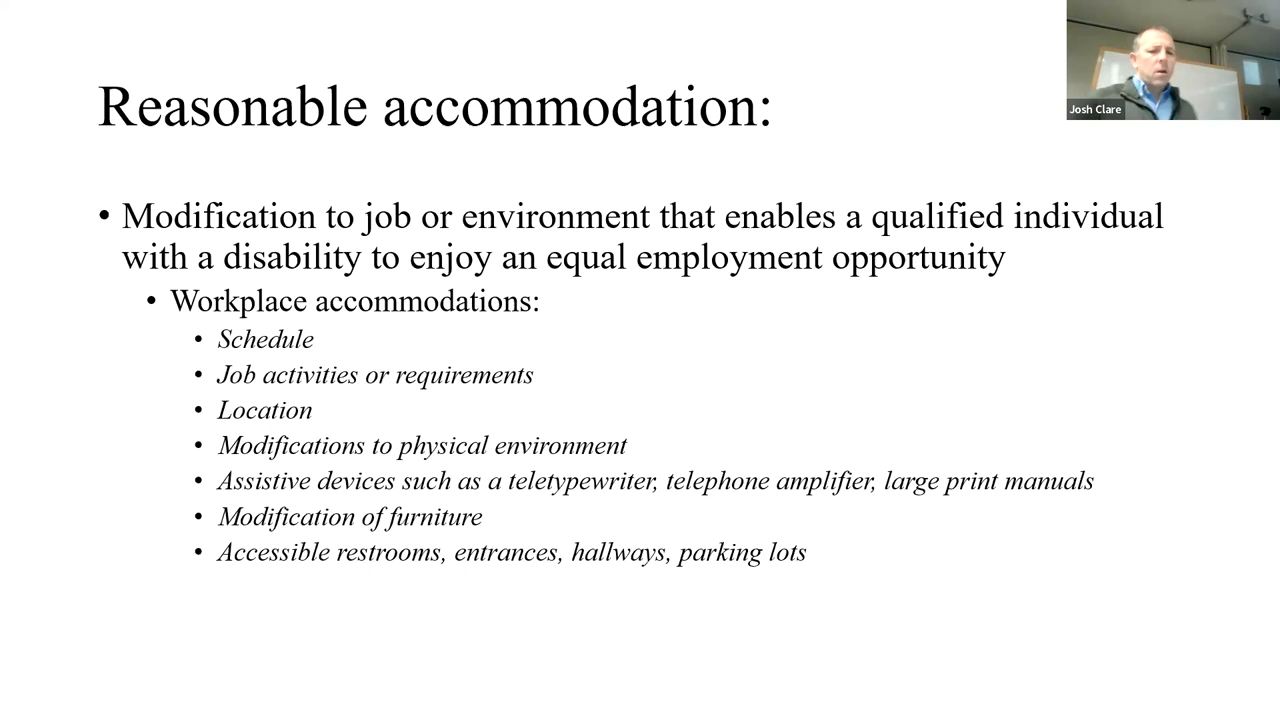 Reasonable accommodation:
Josh Clare
• Modification to job or environment that enables a qualified individual
with a disability to enjoy an equal employment opportunity
• Workplace accommodations:
• Schedule
• Job activities or requirements
• Location
• Modifications to physical environment
• Assistive devices such as a teletypewriter, telephone amplifier, large print manuals
• Modification of furniture
• Accessible restrooms, entrances, hallways, parking lots